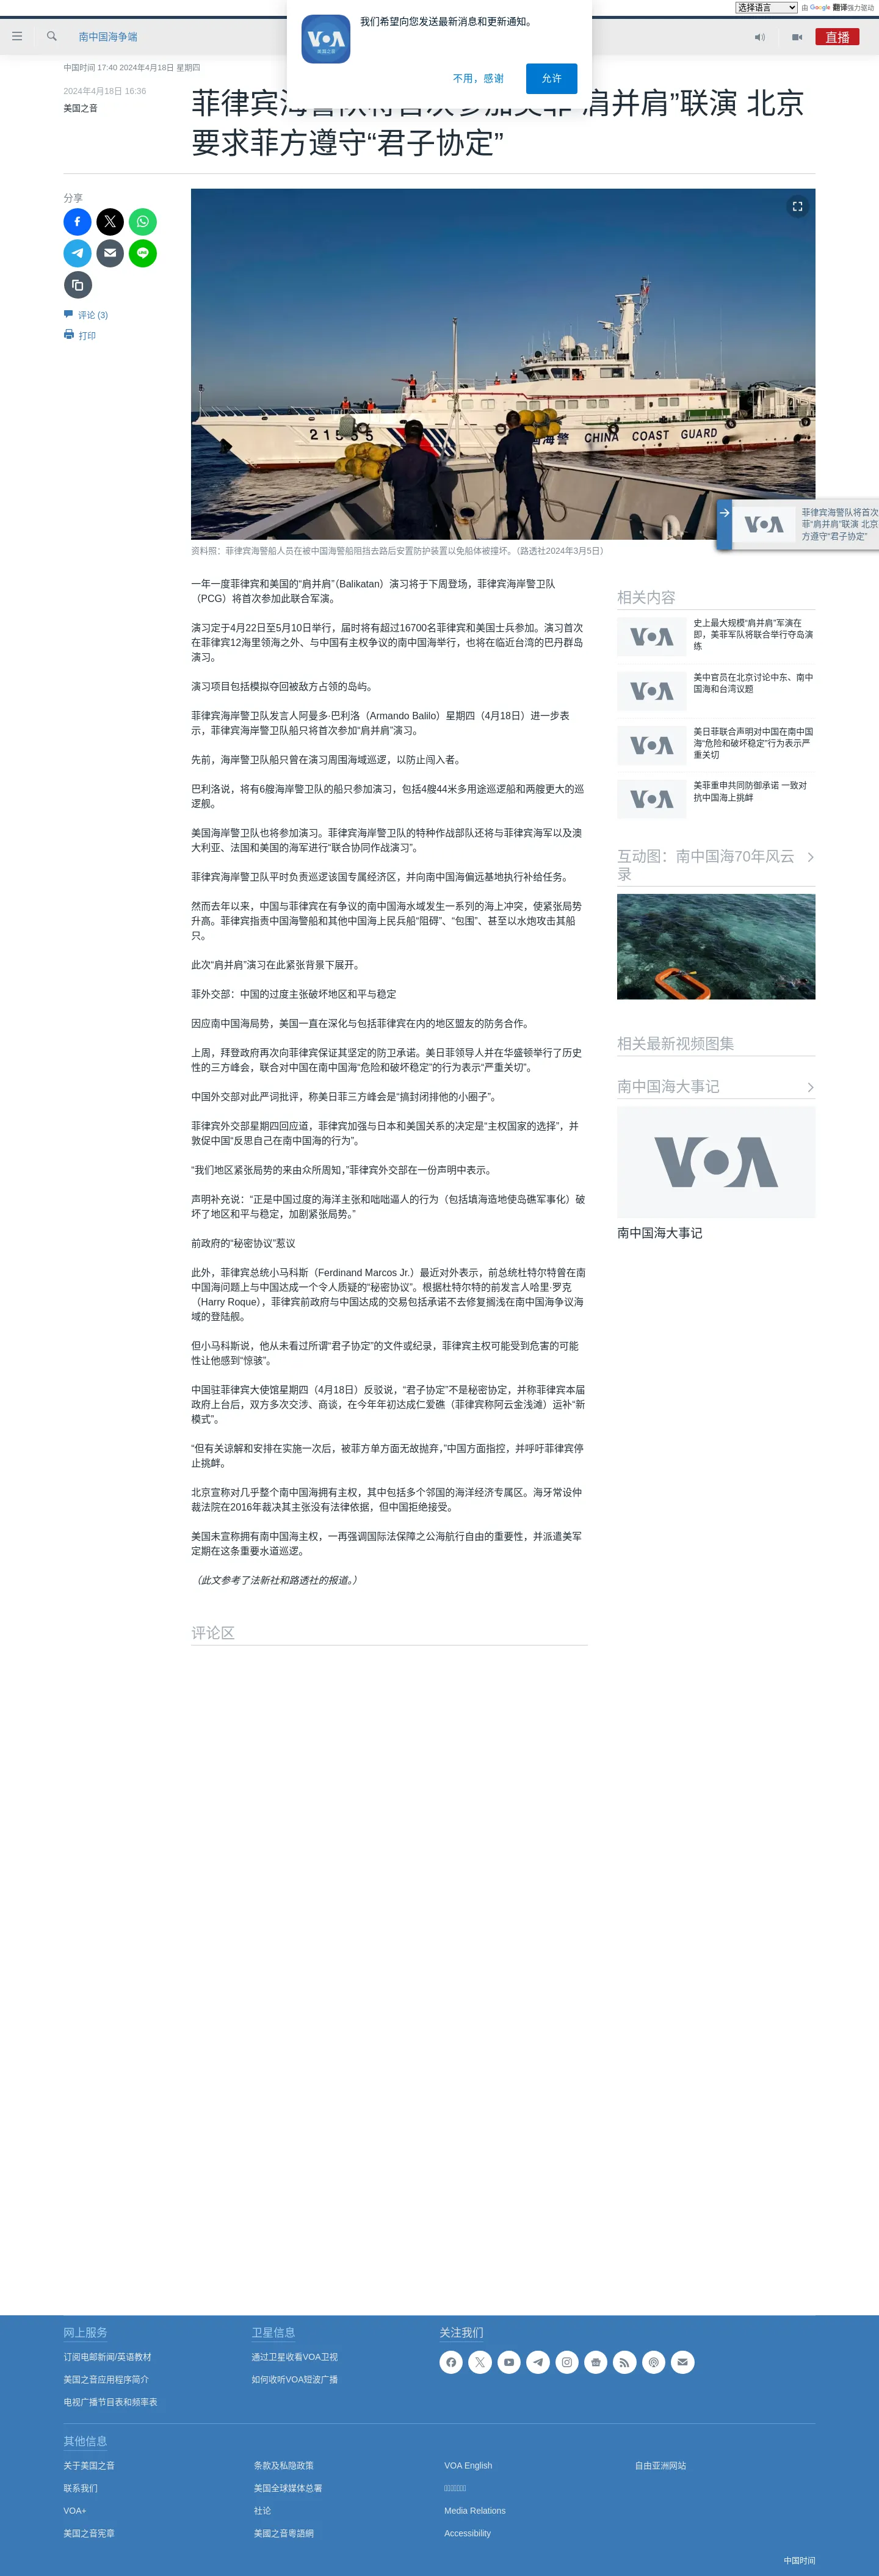 选择语言
由 Google 翻译强力驱动
我们希望向您发送最新消息和更新通知。
不用，感谢
允许
南中国海争端
直播
中国时间 17:40 2024年4月18日 星期四
2024年4月18日 16:36
美国之音
肩并肩”联演 北京
要求菲方遵守“君子协定”
分享
评论 (3)
打印
21555
CHINA COAST GUARD
资料照：菲律宾海警船人员在被中国海警船阻挡去路后安置防护装置以免船体被撞坏。（路透社2024年3月5日）
VOA
菲律宾海警队将首次
菲“肩并肩”联演 北京
方遵守“君子协定”
一年一度菲律宾和美国的“肩并肩”（Balikatan）演习将于下周登场，菲律宾海岸警卫队
（PCG）将首次参加此联合军演。
演习定于4月22日至5月10日举行，届时将有超过16700名菲律宾和美国士兵参加。演习首次
在菲律宾12海里领海之外、与中国有主权争议的南中国海举行，也将在临近台湾的巴丹群岛
演习。
演习项目包括模拟夺回被敌方占领的岛屿。
菲律宾海岸警卫队发言人阿曼多·巴利洛（Armando Balilo）星期四（4月18日）进一步表
示，菲律宾海岸警卫队船只将首次参加“肩并肩”演习。
先前，海岸警卫队船只曾在演习周围海域巡逻，以防止闯入者。
巴利洛说，将有6艘海岸警卫队的船只参加演习，包括4艘44米多用途巡逻船和两艘更大的巡
逻舰。
美国海岸警卫队也将参加演习。菲律宾海岸警卫队的特种作战部队还将与菲律宾海军以及澳
大利亚、法国和美国的海军进行“联合协同作战演习”。
菲律宾海岸警卫队平时负责巡逻该国专属经济区，并向南中国海偏远基地执行补给任务。
然而去年以来，中国与菲律宾在有争议的南中国海水域发生一系列的海上冲突，使紧张局势
升高。菲律宾指责中国海警船和其他中国海上民兵船“阻碍”、“包围”、甚至以水炮攻击其船
只。
此次“肩并肩”演习在此紧张背景下展开。
菲外交部：中国的过度主张破坏地区和平与稳定
因应南中国海局势，美国一直在深化与包括菲律宾在内的地区盟友的防务合作。
上周，拜登政府再次向菲律宾保证其坚定的防卫承诺。美日菲领导人并在华盛顿举行了历史
性的三方峰会，联合对中国在南中国海“危险和破坏稳定”的行为表示“严重关切”。
中国外交部对此严词批评，称美日菲三方峰会是“搞封闭排他的小圈子”。
菲律宾外交部星期四回应道，菲律宾加强与日本和美国关系的决定是“主权国家的选择”，并
敦促中国“反思自己在南中国海的行为”。
“我们地区紧张局势的来由众所周知，”菲律宾外交部在一份声明中表示。
声明补充说：“正是中国过度的海洋主张和咄咄逼人的行为（包括填海造地使岛礁军事化）破
坏了地区和平与稳定，加剧紧张局势。”
前政府的“秘密协议”惹议
此外，菲律宾总统小马科斯（Ferdinand Marcos Jr.）最近对外表示，前总统杜特尔特曾在南
中国海问题上与中国达成一个令人质疑的“秘密协议”。根据杜特尔特的前发言人哈里·罗克
（Harry Roque），菲律宾前政府与中国达成的交易包括承诺不去修复搁浅在南中国海争议海
域的登陆舰。
但小马科斯说，他从未看过所谓“君子协定”的文件或纪录，菲律宾主权可能受到危害的可能
性让他感到“惊骇”。
中国驻菲律宾大使馆星期四（4月18日）反驳说，“君子协定”不是秘密协定，并称菲律宾本届
政府上台后，双方多次交涉、商谈，在今年年初达成仁爱礁（菲律宾称阿云金浅滩）运补“新
模式”。
“但有关谅解和安排在实施一次后，被菲方单方面无故抛弃，”中国方面指控，并呼吁菲律宾停
止挑衅。
北京宣称对几乎整个南中国海拥有主权，其中包括多个邻国的海洋经济专属区。海牙常设仲
裁法院在2016年裁决其主张没有法律依据，但中国拒绝接受。
美国未宣称拥有南中国海主权，一再强调国际法保障之公海航行自由的重要性，并派遣美军
定期在这条重要水道巡逻。
（此文参考了法新社和路透社的报道。）
评论区
相关内容
VOA
史上最大规模“肩并肩”军演在
即，美菲军队将联合举行夺岛演
练
VOA
美中官员在北京讨论中东、南中
国海和台湾议题
VOA
美日菲联合声明对中国在南中国
海“危险和破坏稳定”行为表示严
重关切
VOA
美菲重申共同防御承诺 一致对
抗中国海上挑衅
互动图：南中国海70年风云
录
相关最新视频图集
南中国海大事记
VOA
南中国海大事记
网上服务
订阅电邮新闻/英语教材
美国之音应用程序简介
电视广播节目表和频率表
卫星信息
通过卫星收看VOA卫视
如何收听VOA短波广播
关注我们
其他信息
关于美国之音
联系我们
VOA+
美国之音宪章
条款及私隐政策
美国全球媒体总署
社论
美國之音粵語網
VOA English
Media Relations
Accessibility
自由亚洲网站
中国时间